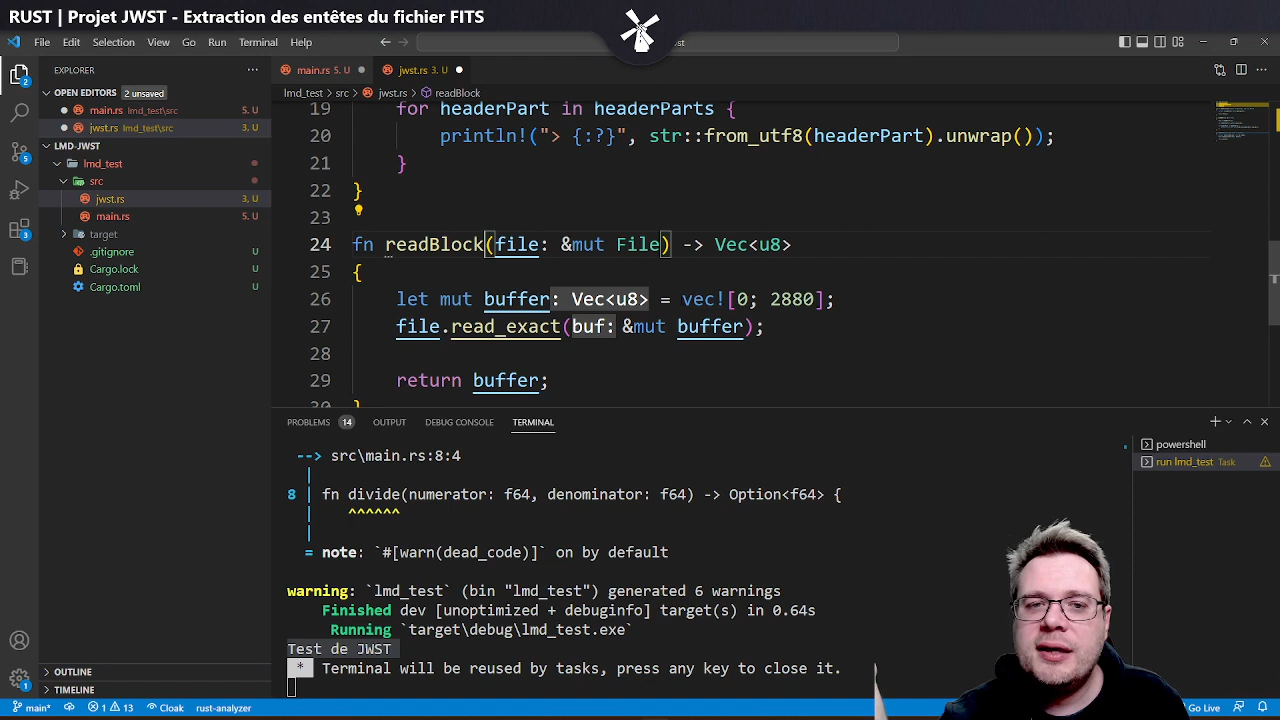 RUST | Projet JWST - Extraction des entêtes du fichier FITS
File Edit Selection View Go Run Terminal Help
EXPLORER
main.rs 5, U
jwst.rs 3, U
OPEN EDITORS 2 unsaved
lmd_test > src > jwst.rs > readBlock
main.rs lmd_test\src 5, U
jwst.rs lmd_test\src 3, U
LMD-JWST
lmd_test
src
jwst.rs 3, U
main.rs 5, U
target
.gitignore
Cargo.lock
Cargo.toml
19 for headerPart in headerParts {
20 println!("> {:?}", str::from_utf8(headerPart).unwrap());
21 }
22 }
23
24 fn readBlock(file: &mut File) -> Vec<u8>
25 {
26 let mut buffer: Vec<u8> = vec![0; 2880];
27 file.read_exact(buf: &mut buffer);
28
29 return buffer;
30 }
PROBLEMS 14 OUTPUT DEBUG CONSOLE TERMINAL
powershell
run lmd_test Task
--> src\main.rs:8:4
|
8 | fn divide(numerator: f64, denominator: f64) -> Option<f64> {
| ^^^^^^
|
= note: `#[warn(dead_code)]` on by default
warning: `lmd_test` (bin "lmd_test") generated 6 warnings
Finished dev [unoptimized + debuginfo] target(s) in 0.64s
Running `target\debug\lmd_test.exe`
Test de JWST
* Terminal will be reused by tasks, press any key to close it.
OUTLINE
TIMELINE
main* 1 13 Cloak rust-analyzer
Go Live